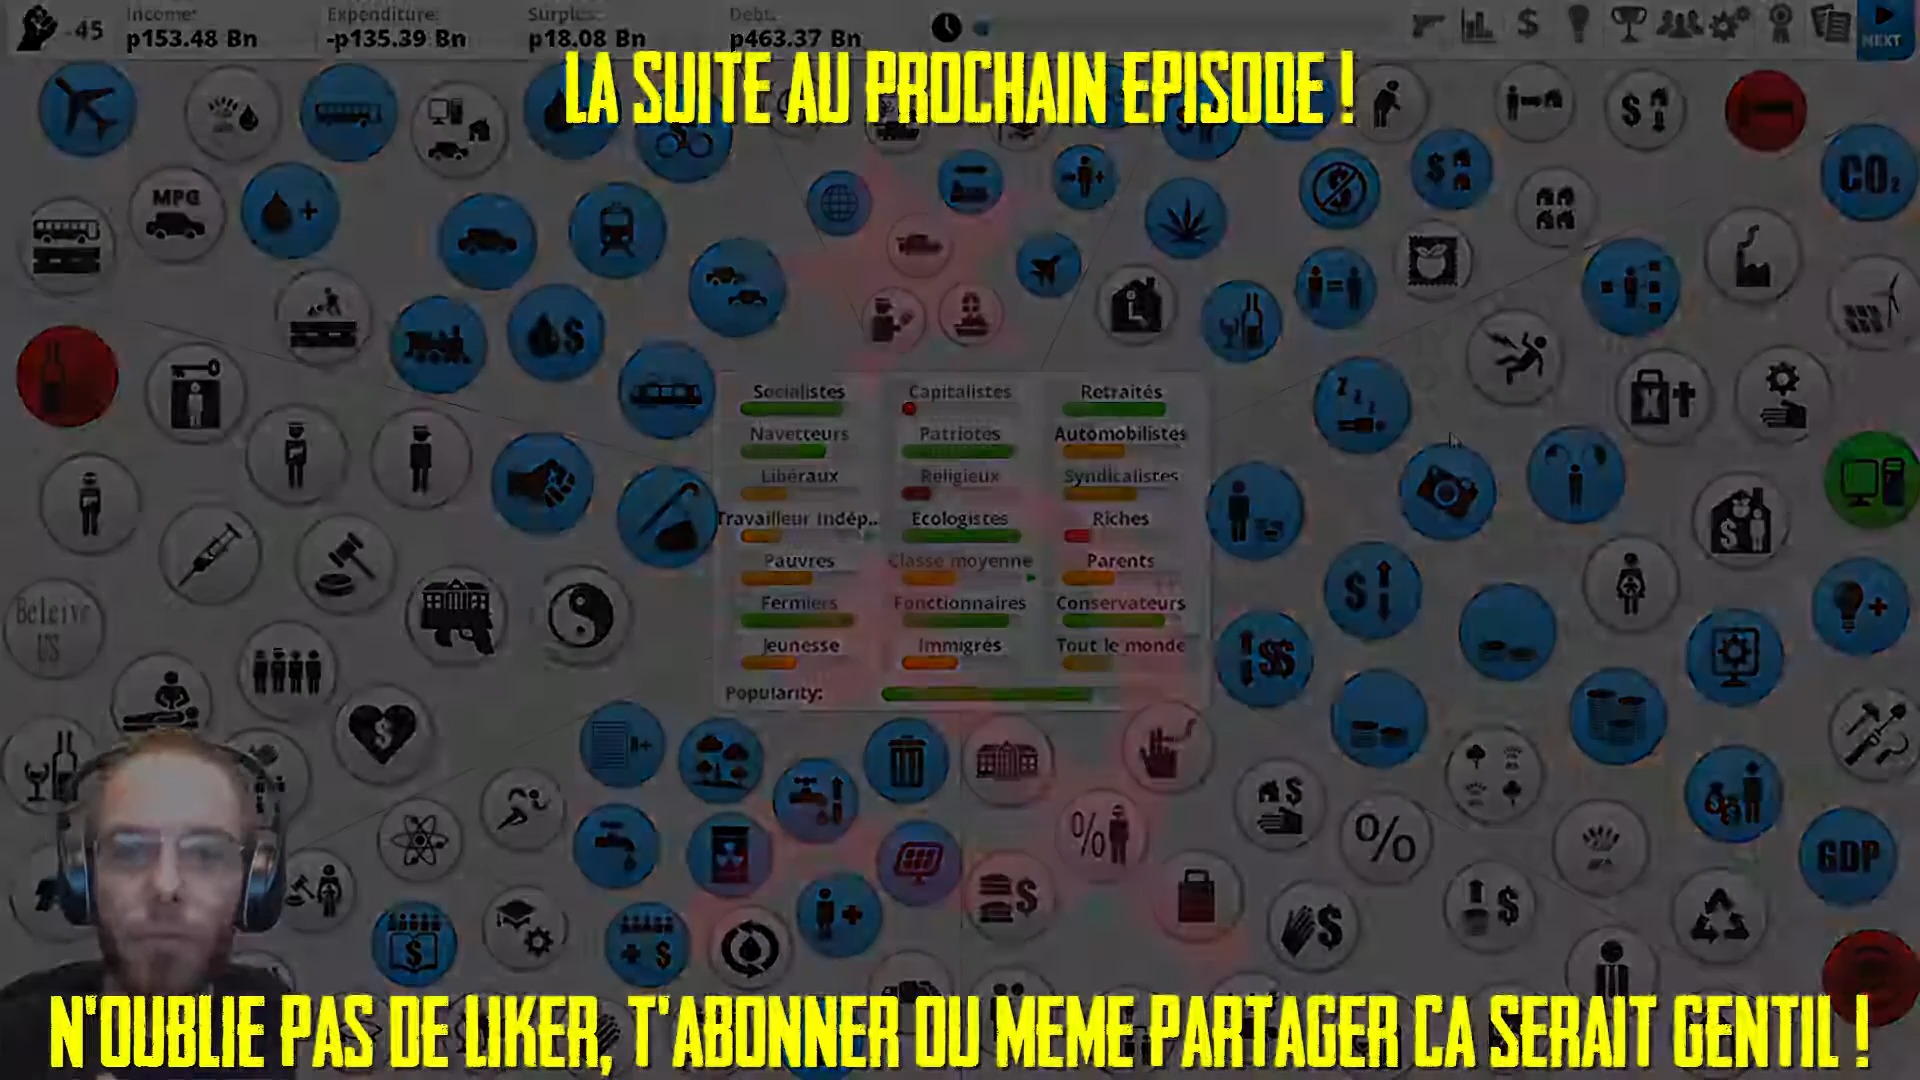 Income: Expenditure: Surplus: Debt:
-45 p153.48 Bn -p135.39 Bn p18.08 Bn p463.37 Bn
NEXT
LA SUITE AU PROCHAIN EPISODE !
MPG
CO₂
Socialistes Capitalistes Retraités
Navetteurs Patriotes Automobilistes
Libéraux Religieux Syndicalistes
Travailleur indép... Ecologistes Riches
Pauvres Classe moyenne Parents
Fermiers Fonctionnaires Conservateurs
Jeunesse Immigrés Tout le monde
Popularity:
Beleive
US
GDP
N'OUBLIE PAS DE LIKER, T'ABONNER OU MEME PARTAGER CA SERAIT GENTIL !